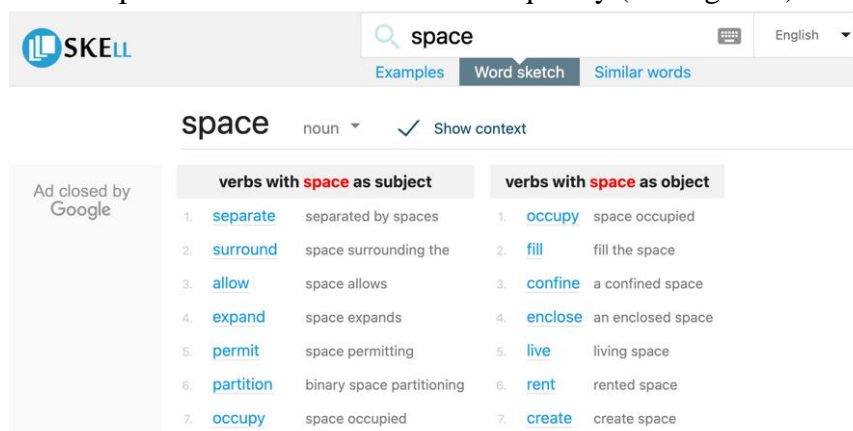 SKELL
space
English
Examples Word sketch Similar words
space noun Show context
Ad closed by
Google
verbs with space as subject verbs with space as object
1. separate separated by spaces 1. occupy space occupied
2. surround space surrounding the 2. fill fill the space
3. allow space allows 3. confine a confined space
4. expand space expands 4. enclose an enclosed space
5. permit space permitting 5. live living space
6. partition binary space partitioning 6. rent rented space
7. occupy space occupied 7. create create space